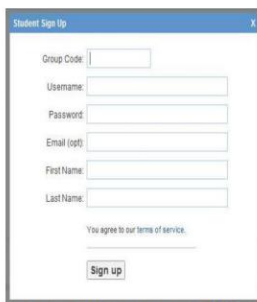 Student Sign Up X
Group Code:
Username:
Password:
Email (opt):
First Name:
Last Name:
You agree to our terms of service.
Sign up